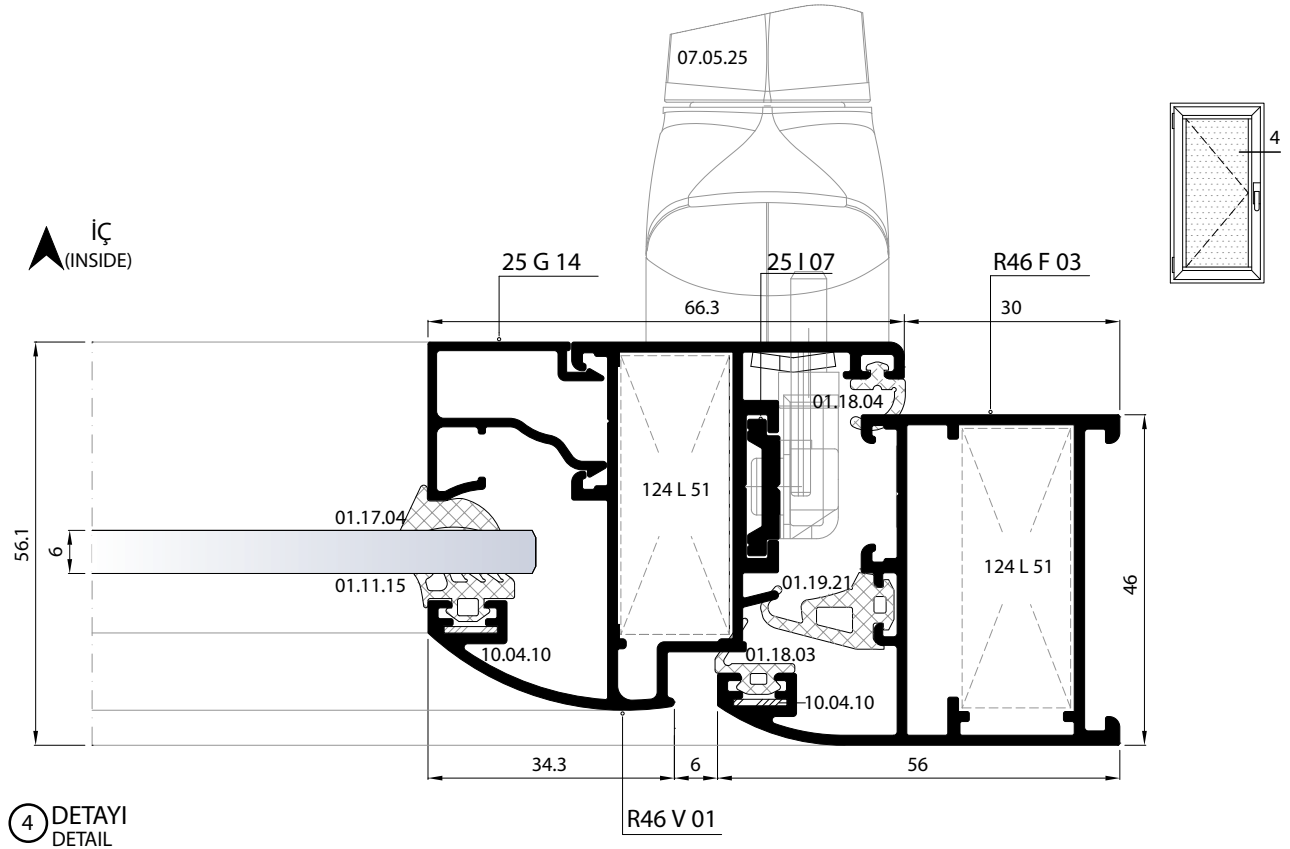 07.05.25
4
İÇ
(INSIDE)
25 G 14
25 I 07
R46 F 03
66.3
30
01.18.04
124 L 51
01.17.04
56.1
6
01.11.15
01.19.21
124 L 51
46
10.04.10
01.18.03
10.04.10
34.3
6
56
R46 V 01
4 DETAYI
DETAIL